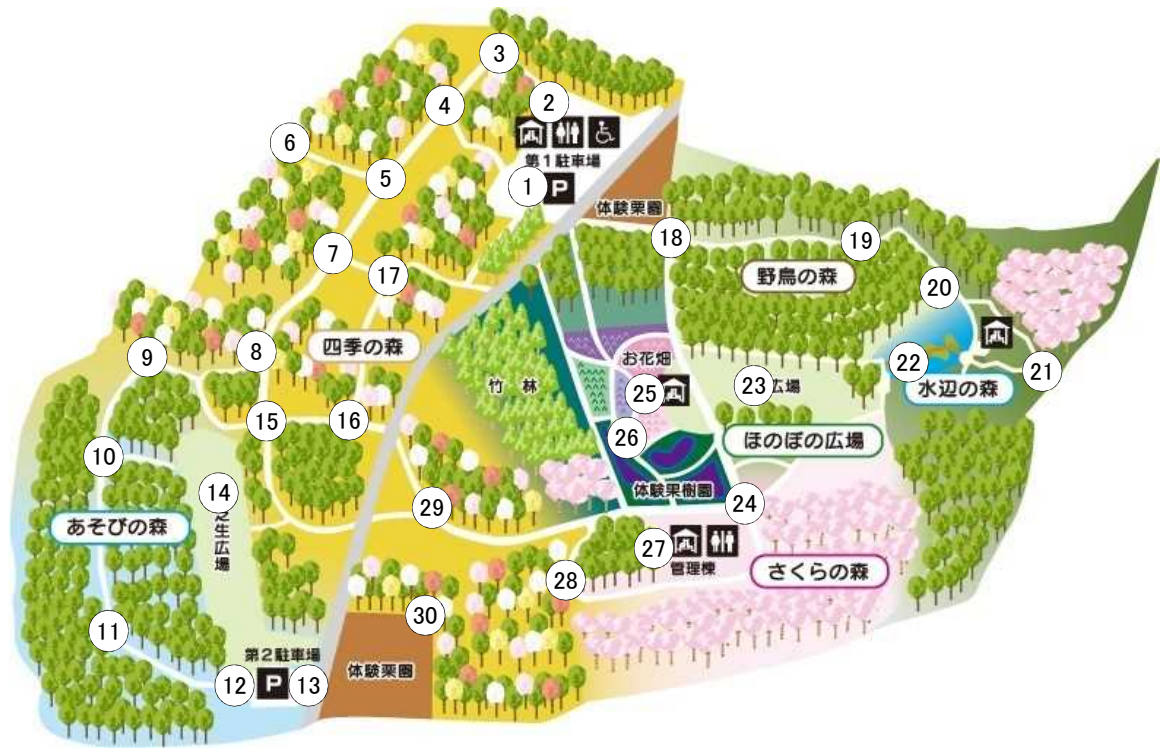 3
2
4
6
第1駐車場
5
1
P
体験栗園
18
19
7
17
野鳥の森
20
9
8
四季の森
お花畑
竹林
25
23
広場
22
21
水辺の森
15
16
26
ほのぼの広場
10
14
芝生広場
29
体験果樹園
24
あそびの森
27
管理棟
28
さくらの森
30
11
第2駐車場
12
P
13
体験栗園